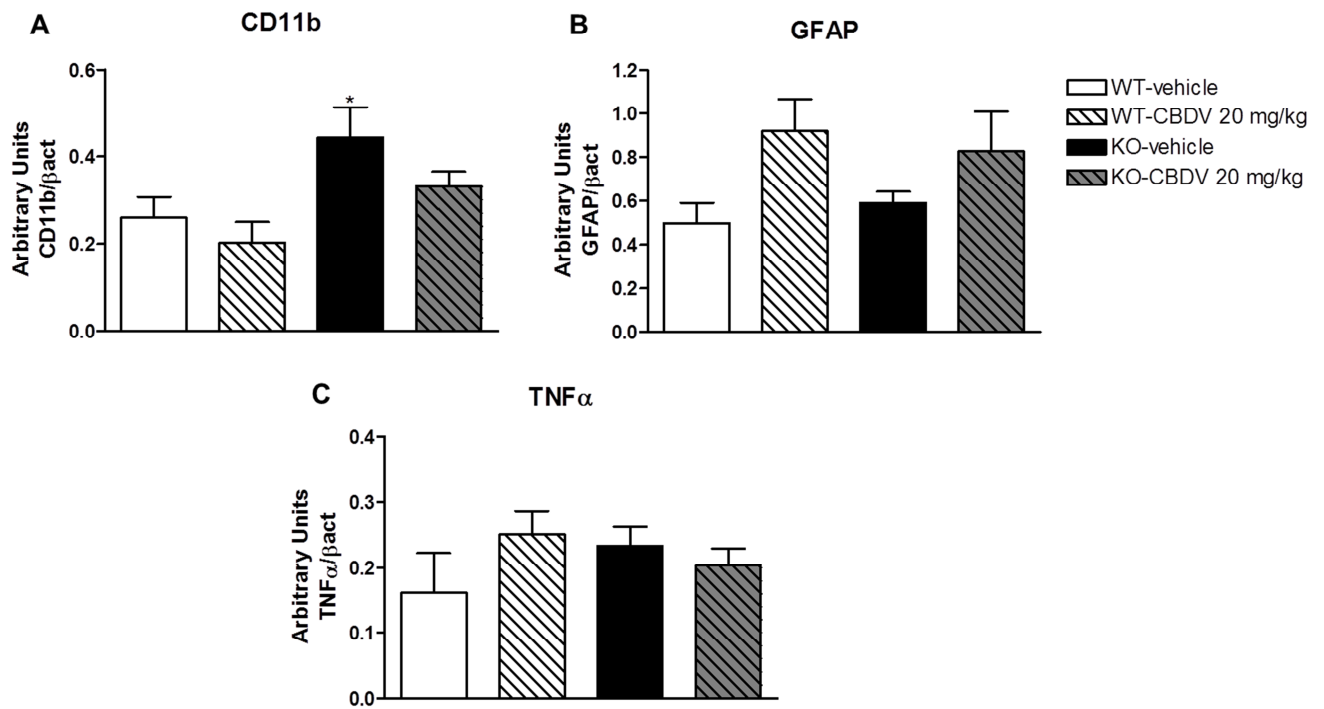 A
CD11b
Arbitrary Units
CD11b/βact
0.6
0.4
0.2
0.0
*
B
GFAP
Arbitrary Units
GFAP/βact
1.2
1.0
0.8
0.6
0.4
0.2
0.0
WT-vehicle
WT-CBDV 20 mg/kg
KO-vehicle
KO-CBDV 20 mg/kg
C
TNFα
Arbitrary Units
TNFα/βact
0.4
0.3
0.2
0.1
0.0